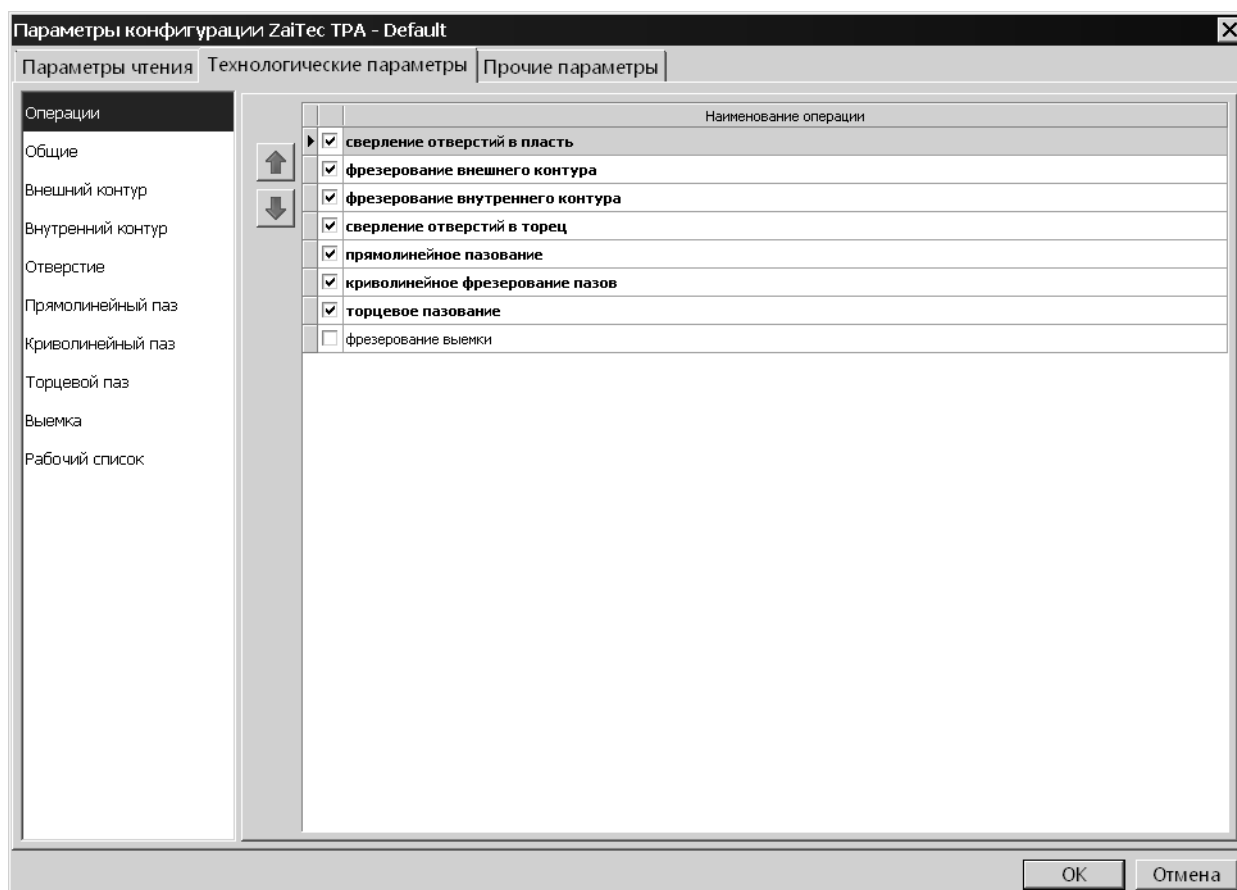 Параметры конфигурации ZaiTec TPA - Default
Параметры чтения
Технологические параметры
Прочие параметры
Операции
Общие
Внешний контур
Внутренний контур
Отверстие
Прямолинейный паз
Криволинейный паз
Торцевой паз
Выемка
Рабочий список
Наименование операции
сверление отверстий в пласть
фрезерование внешнего контура
фрезерование внутреннего контура
сверление отверстий в торец
прямолинейное пазование
криволинейное фрезерование пазов
торцевое пазование
фрезерование выемки
OK
Отмена